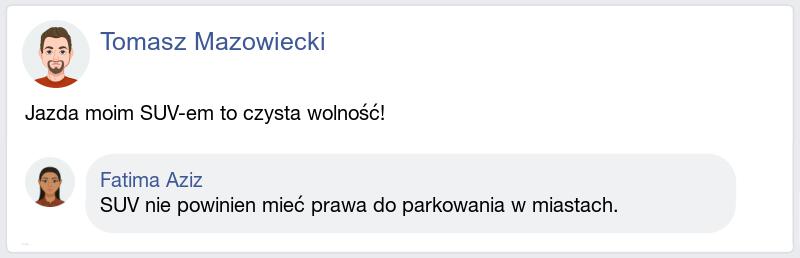 Tomasz Mazowiecki
Jazda moim SUV-em to czysta wolność!
Fatima Aziz
SUV nie powinien mieć prawa do parkowania w miastach.